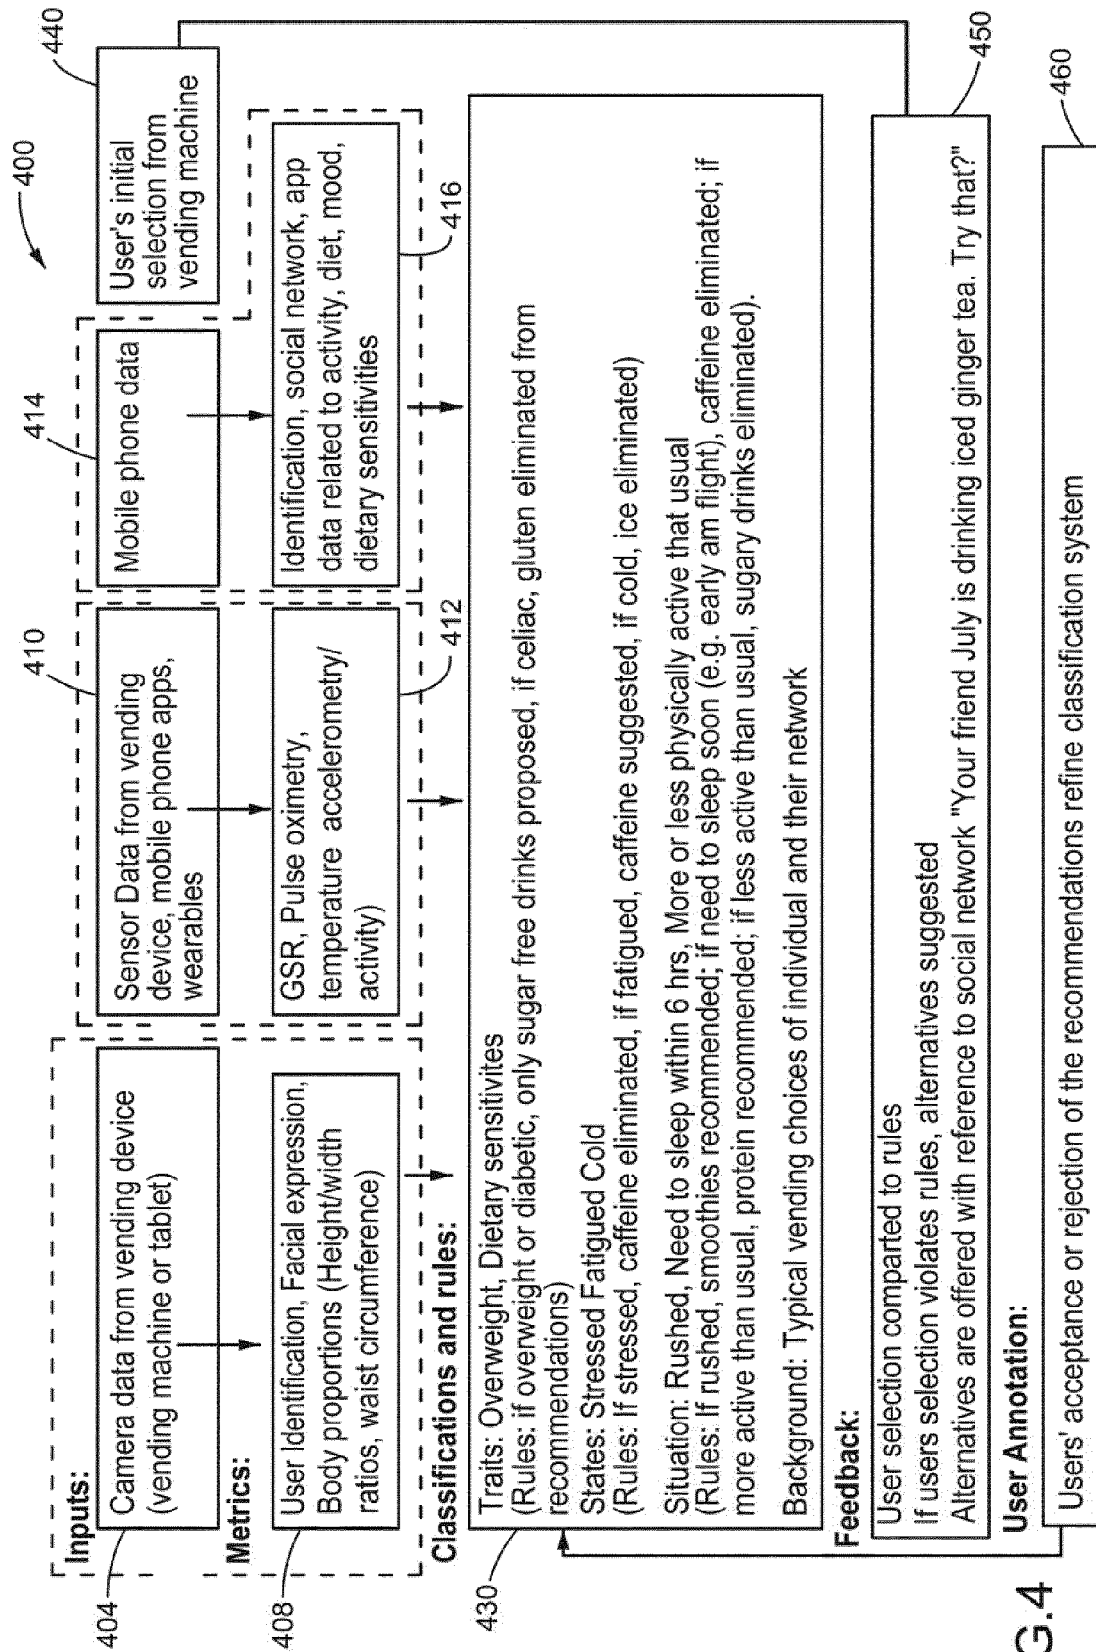 400
Inputs:
404
Camera data from vending device
(vending machine or tablet)
410
Sensor Data from vending
device, mobile phone apps,
wearables
414
Mobile phone data
440
User's initial
selection from
vending machine
Metrics:
408
User Identification, Facial expression,
Body proportions (Height/width
ratios, waist circumference)
412
GSR, Pulse oximetry,
temperature accelerometry/
activity)
416
Identification, social network, app
data related to activity, diet, mood,
dietary sensitivities
Classifications and rules:
430
Traits: Overweight, Dietary sensitivites
(Rules: if overweight or diabetic, only sugar free drinks proposed, if celiac, gluten eliminated from
recommendations)
States: Stressed Fatigued Cold
(Rules: If stressed, caffeine eliminated, if fatigued, caffeine suggested, if cold, ice eliminated)
Situation: Rushed, Need to sleep within 6 hrs, More or less physically active that usual
(Rules: If rushed, smoothies recommended; if need to sleep soon (e.g. early am flight), caffeine eliminated; if
more active than usual, protein recommended; if less active than usual, sugary drinks eliminated).
Background: Typical vending choices of individual and their network
Feedback:
450
User selection comparted to rules
If users selection violates rules, alternatives suggested
Alternatives are offered with reference to social network "Your friend July is drinking iced ginger tea. Try that?"
User Annotation:
460
Users' acceptance or rejection of the recommendations refine classification system
G.4